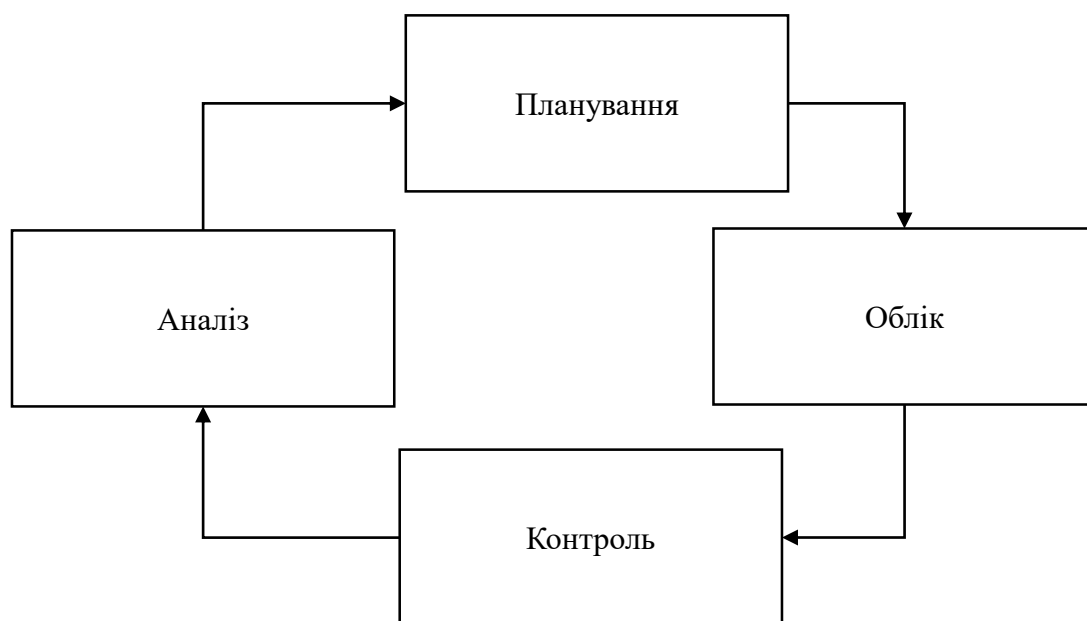 Планування
Аналіз
Облік
Контроль